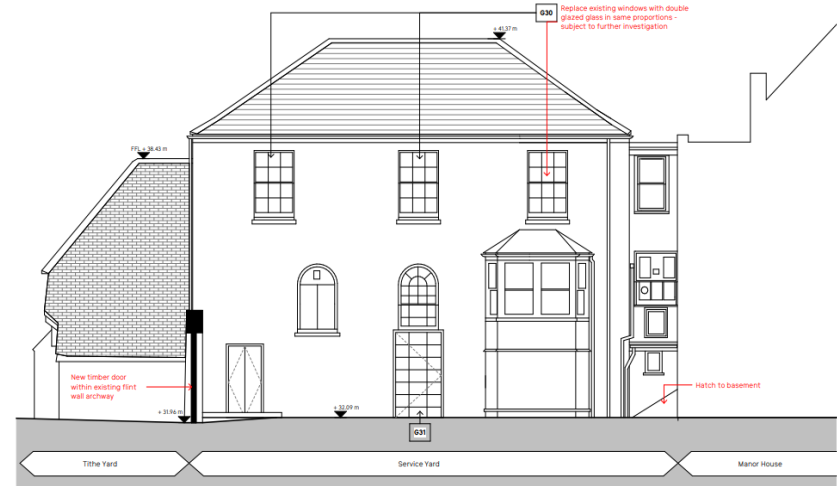 G30
Replace existing windows with double
glazed glass in same proportions -
subject to further investigation
+ 41.37 m
FFL + 38.43 m
New timber door
within existing flint
wall archway
+ 31.96 m
+ 32.09 m
G31
Hatch to basement
Tithe Yard
Service Yard
Manor House